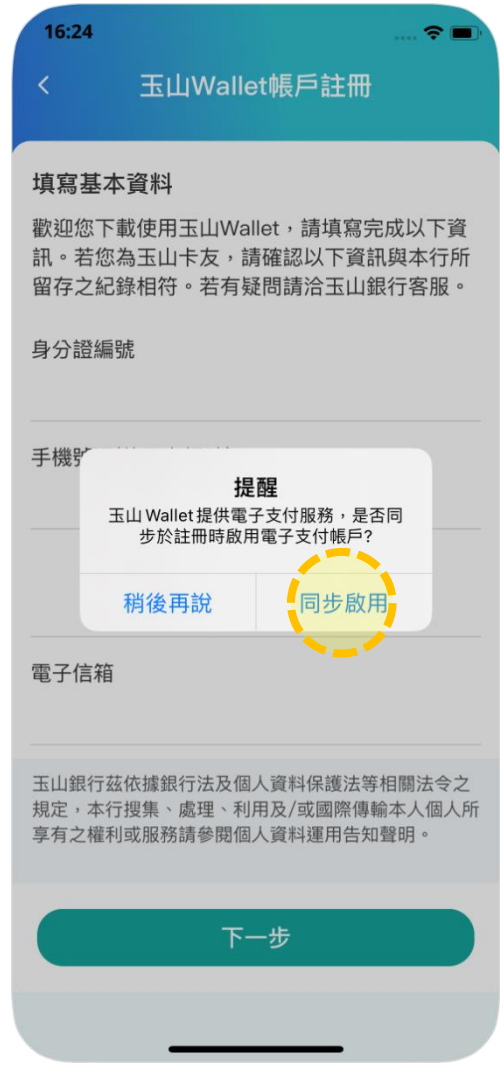 16:24
玉山Wallet帳戶註冊
填寫基本資料
歡迎您下載使用玉山Wallet，請填寫完成以下資
訊。若您為玉山卡友，請確認以下資訊與本行所
留存之紀錄相符。若有疑問請洽玉山銀行客服。
身分證編號
手機號
提醒
玉山 Wallet 提供電子支付服務，是否同
步於註冊時啟用電子支付帳戶?
稍後再說
同步啟用
電子信箱
玉山銀行茲依據銀行法及個人資料保護法等相關法令之
規定，本行搜集、處理、利用及/或國際傳輸本人個人所
享有之權利或服務請參閱個人資料運用告知聲明。
下一步